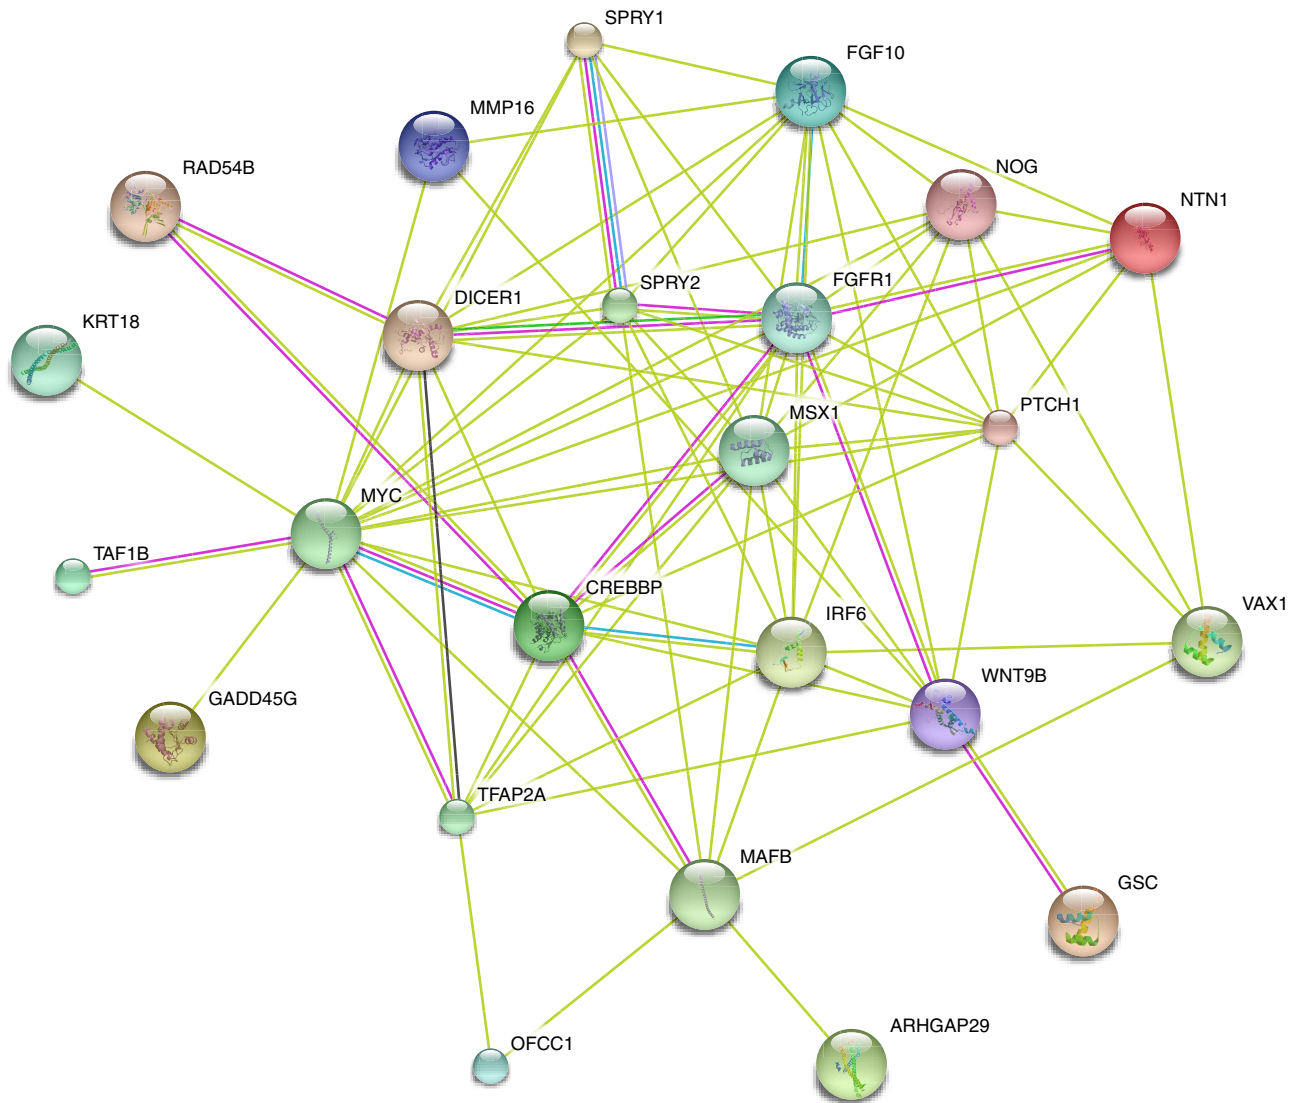 SPRY1
FGF10
MMP16
RAD54B
NOG
NTN1
SPRY2
FGFR1
DICER1
KRT18
PTCH1
MSX1
MYC
TAF1B
CREBBP
IRF6
VAX1
WNT9B
GADD45G
TFAP2A
MAFB
GSC
ARHGAP29
OFCC1